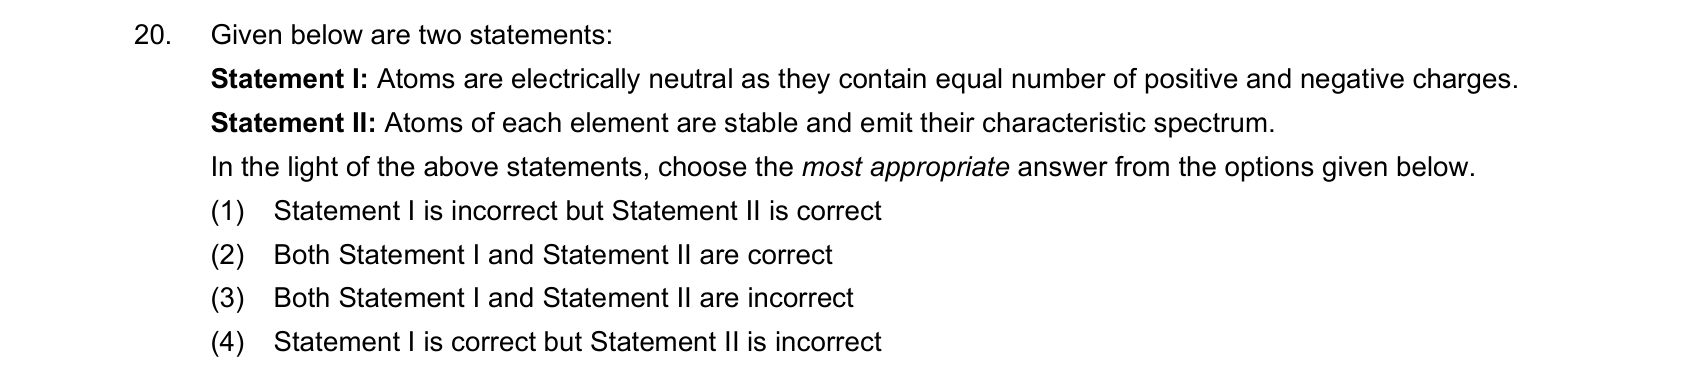 20. Given below are two statements:
Statement I: Atoms are electrically neutral as they contain equal number of positive and negative charges.
Statement II: Atoms of each element are stable and emit their characteristic spectrum.
In the light of the above statements, choose the most appropriate answer from the options given below.
(1) Statement I is incorrect but Statement II is correct
(2) Both Statement I and Statement II are correct
(3) Both Statement I and Statement II are incorrect
(4) Statement I is correct but Statement II is incorrect